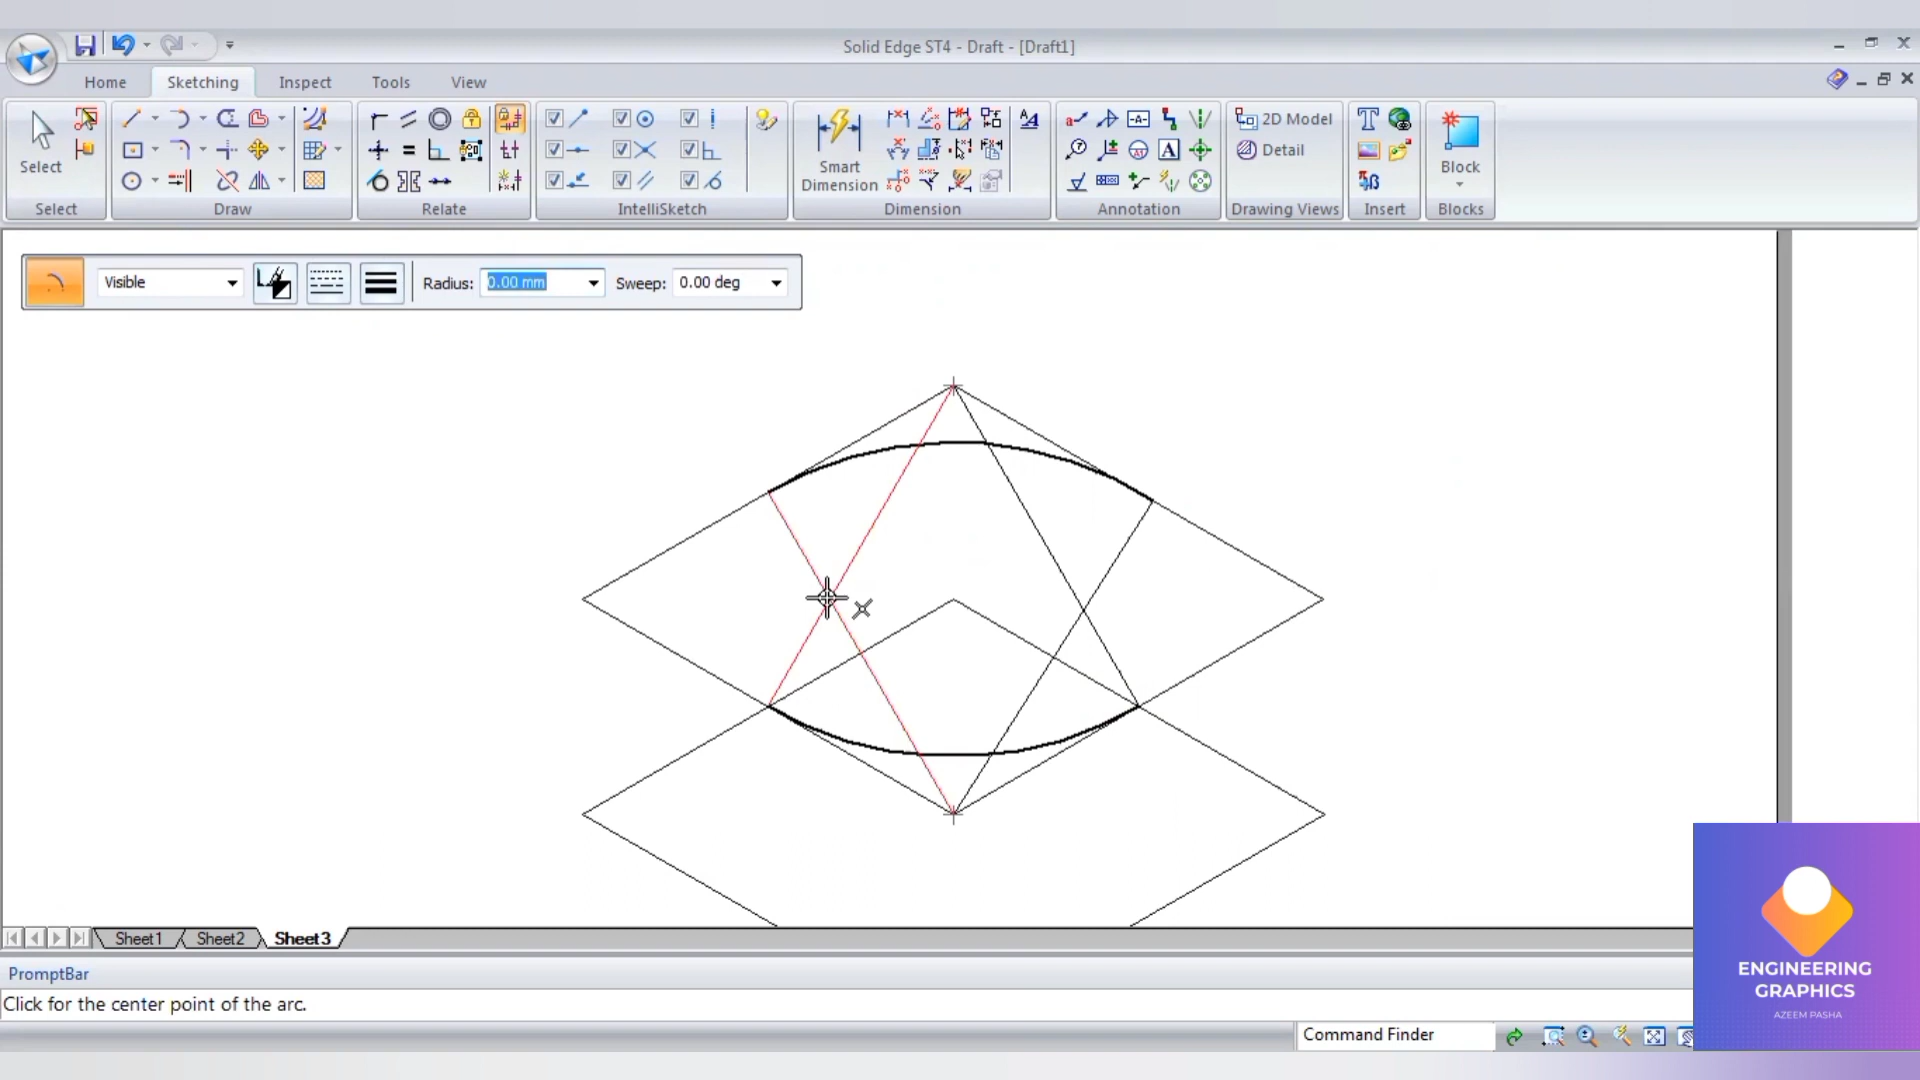 Solid Edge ST4 - Draft - [Draft1]
Home Sketching Inspect Tools View
Select
Smart
Dimension
2D Model
Detail
Block
Select Draw Relate IntelliSketch Dimension Annotation Drawing Views Insert Blocks
Visible Radius: 0.00 mm Sweep: 0.00 deg
Sheet1 Sheet2 Sheet3
PromptBar
Click for the center point of the arc.
Command Finder
ENGINEERING
GRAPHICS
AZEEM PASHA